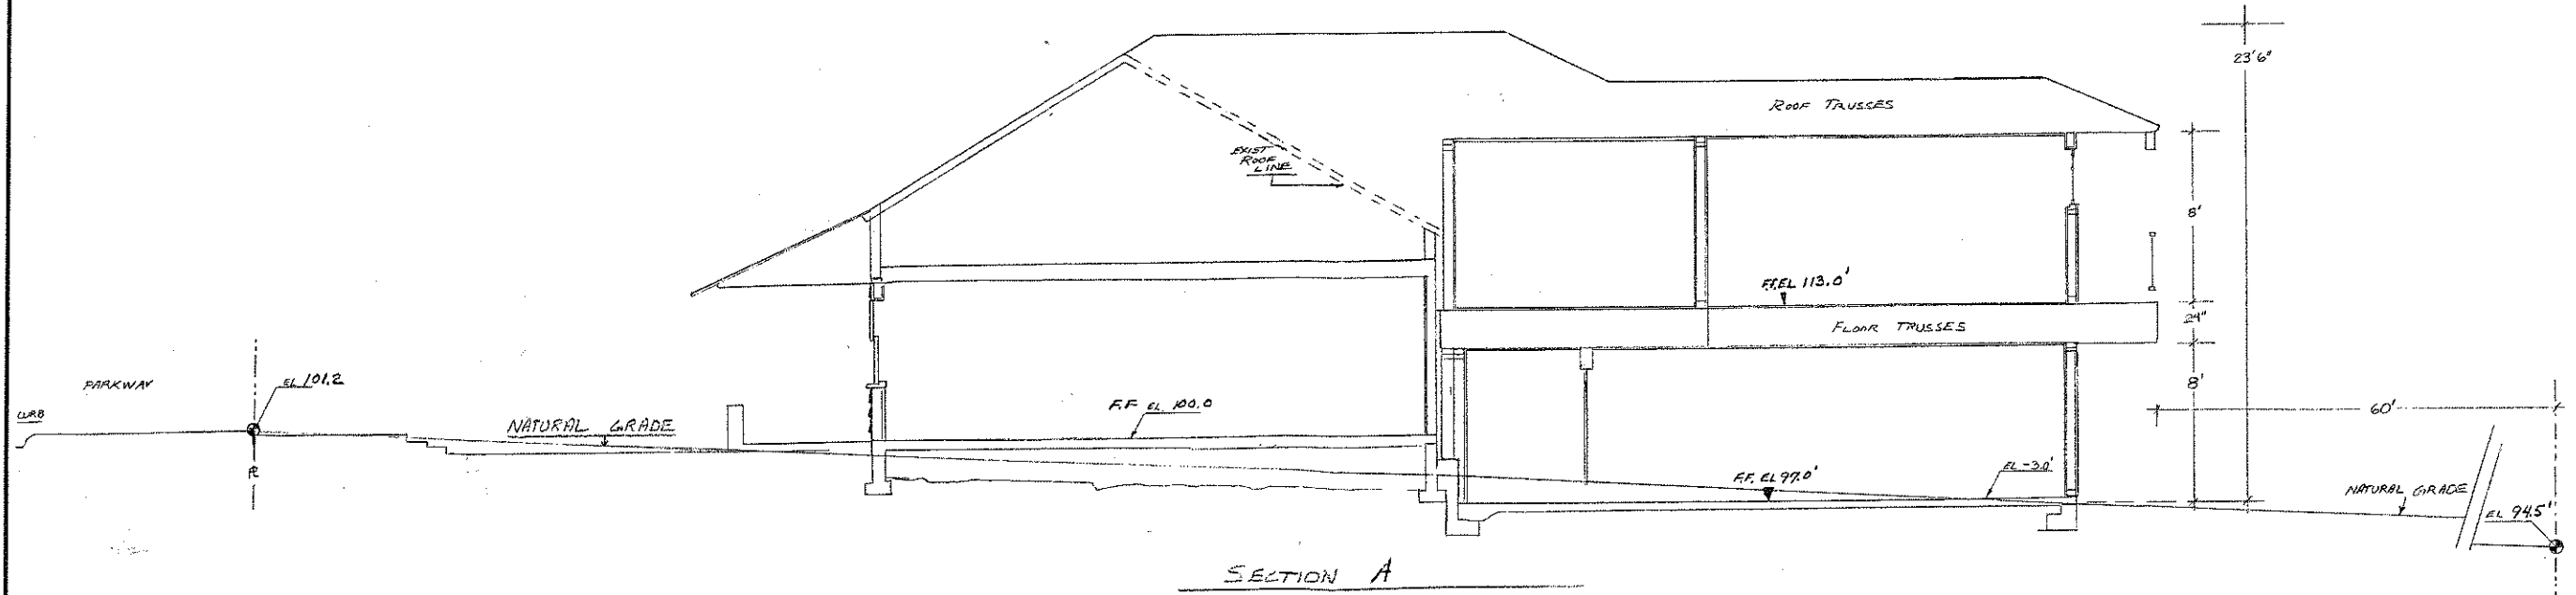 23'6"
ROOF TRUSSES
EXIST
ROOF
LINE
8'
F.F. EL 113.0'
24"
FLOOR TRUSSES
PARKWAY
EL 101.2
8'
CURB
F.F EL 100.0
60'
NATURAL GRADE
PL
EL -3.0'
F.F. EL 97.0'
NATURAL GRADE
EL 94.5'
SECTION A